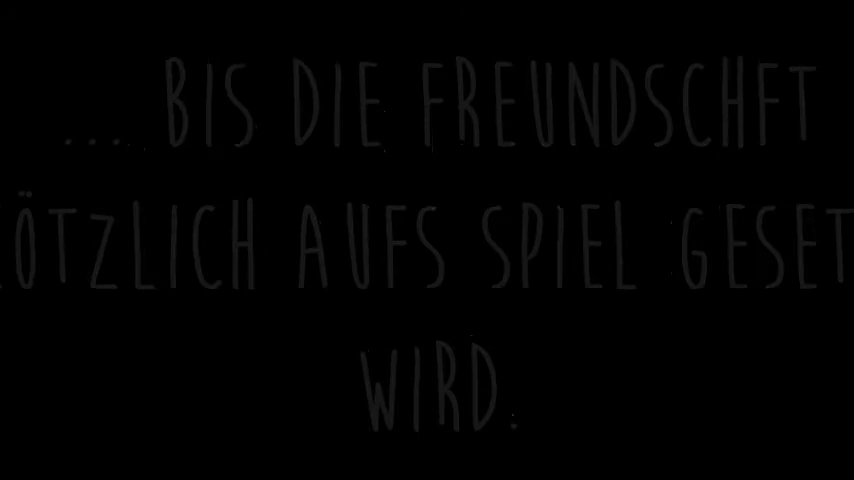 ... BIS DIE FREUNDSCHFT
ÖTZLICH AUFS SPIEL GESET
WIRD.